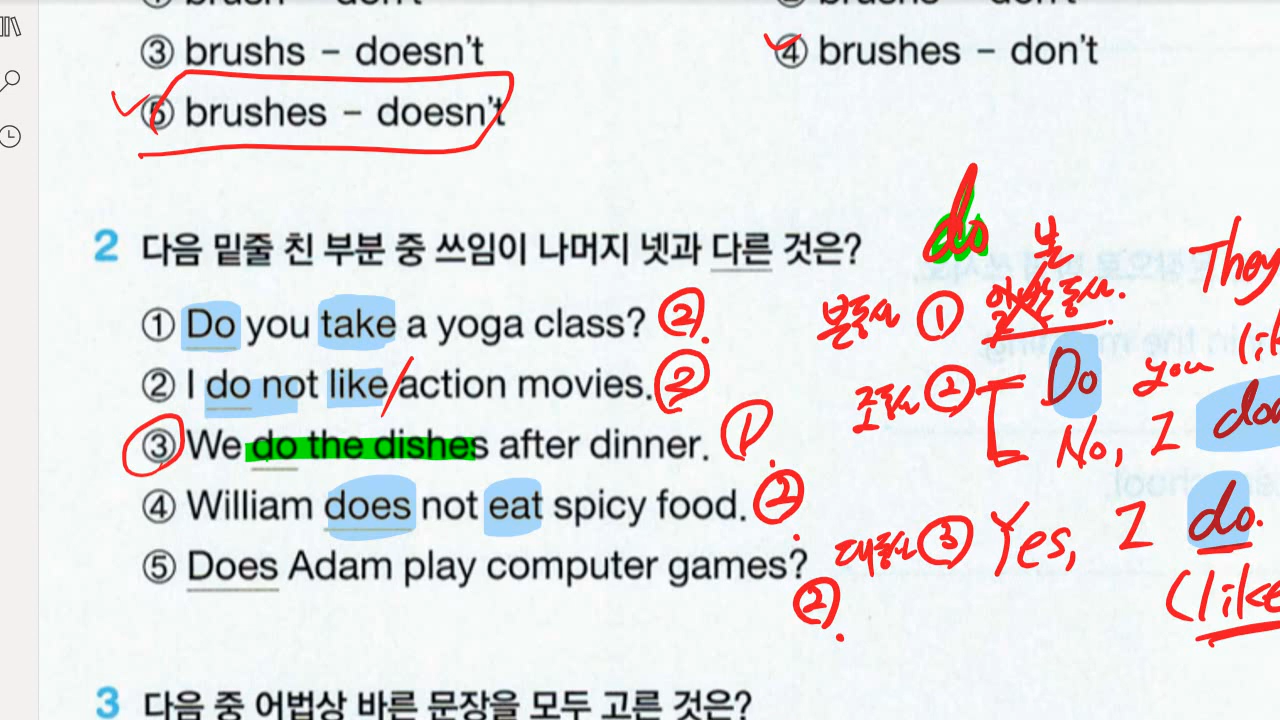 ③ brushs – doesn't
④ brushes – don't
⑤ brushes – doesn't
2 다음 밑줄 친 부분 중 쓰임이 나머지 넷과 다른 것은?
① Do you take a yoga class? ②
② I do not like action movies. ②
③ We do the dishes after dinner. ①
④ William does not eat spicy food. ②
⑤ Does Adam play computer games?
②
do
본
본동사 ①
They
조동사 ② Do you
No, I
대동사 ③ Yes, I do.
(like
3 다음 중 어법상 바른 문장을 모두 고른 것은?